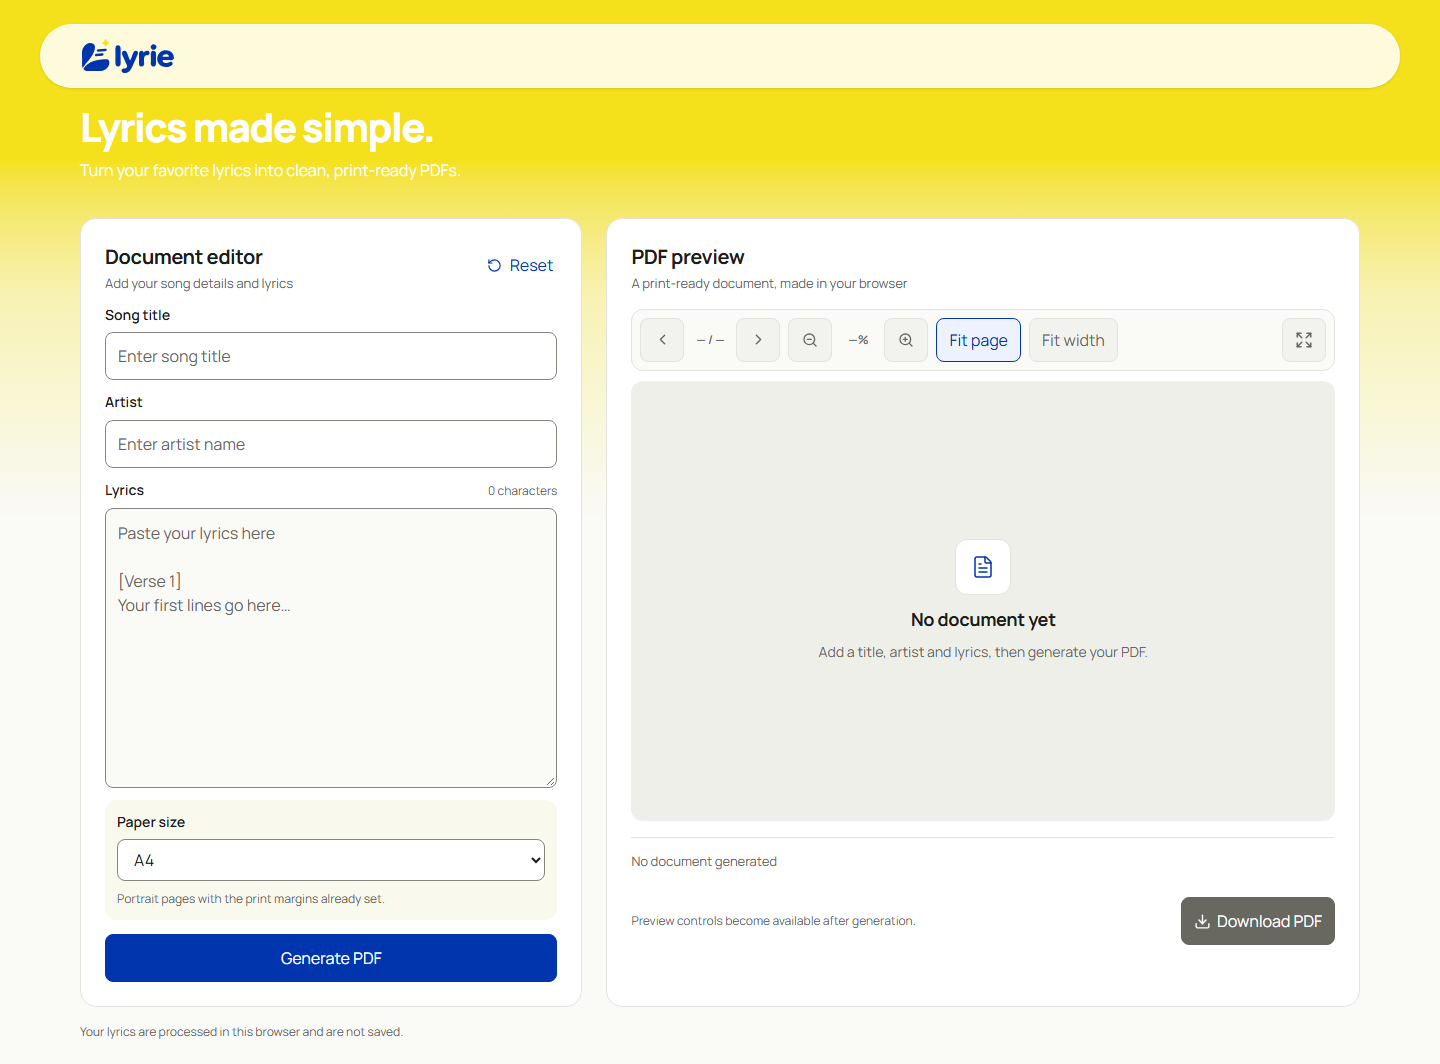 lyrie
Lyrics made simple.
Turn your favorite lyrics into clean, print-ready PDFs.
Document editor
Reset
Add your song details and lyrics
Song title
Enter song title
Artist
Enter artist name
Lyrics
0 characters
Paste your lyrics here
[Verse 1]
Your first lines go here...
Paper size
A4
Portrait pages with the print margins already set.
Generate PDF
PDF preview
A print-ready document, made in your browser
– / –
–%
Fit page
Fit width
No document yet
Add a title, artist and lyrics, then generate your PDF.
No document generated
Preview controls become available after generation.
Download PDF
Your lyrics are processed in this browser and are not saved.